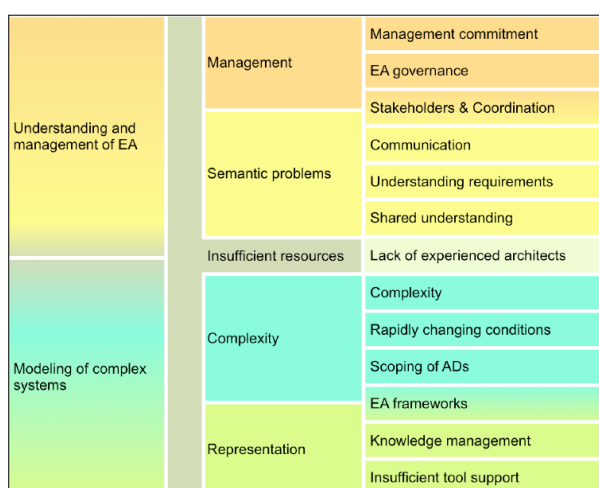 Understanding and
management of EA
Modeling of complex
systems
Management
Semantic problems
Insufficient resources
Complexity
Representation
Management commitment
EA governance
Stakeholders & Coordination
Communication
Understanding requirements
Shared understanding
Lack of experienced architects
Complexity
Rapidly changing conditions
Scoping of ADs
EA frameworks
Knowledge management
Insufficient tool support